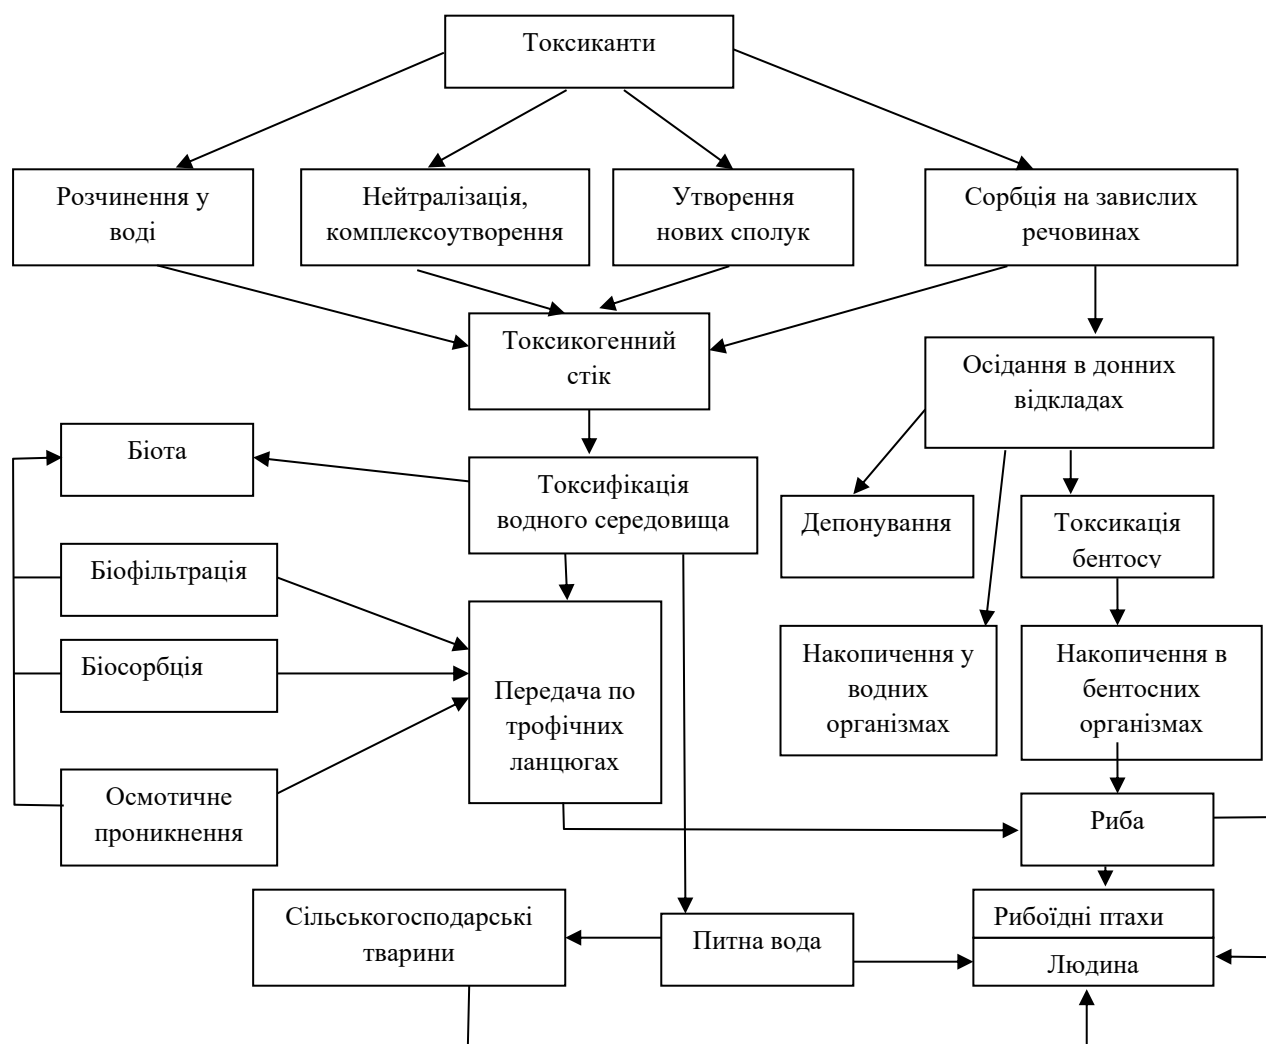 Токсиканти
Розчинення у
воді
Нейтралізація,
комплексоутворення
Утворення
нових сполук
Сорбція на завислих
речовинах
Токсикогенний
стік
Осідання в донних
відкладах
Біота
Токсифікація
водного середовища
Депонування
Токсикація
бентосу
Біофільтрація
Біосорбція
Осмотичне
проникнення
Передача по
трофічних
ланцюгах
Накопичення у
водних
організмах
Накопичення в
бентосних
організмах
Риба
Сільськогосподарські
тварини
Питна вода
Рибоїдні птахи
Людина